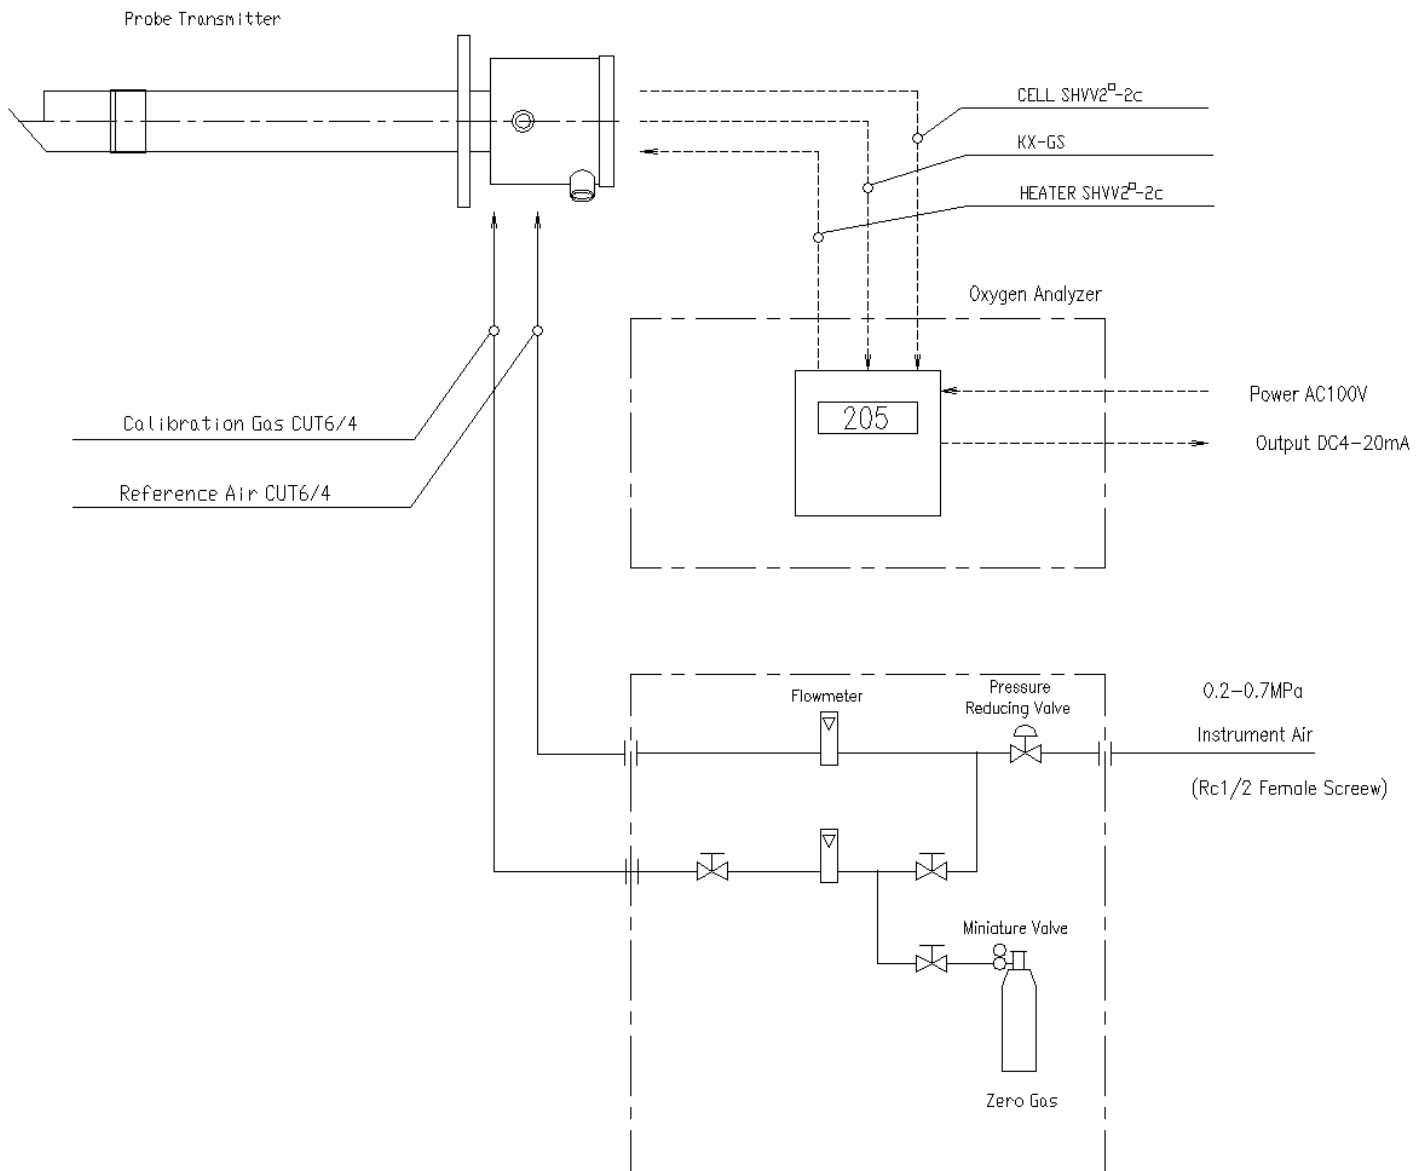 Probe Transmitter
CELL SHVV2□-2c
KX-GS
HEATER SHVV2□-2c
Oxygen Analyzer
205
Power AC100V
Output DC4-20mA
Calibration Gas CUT6/4
Reference Air CUT6/4
Flowmeter
Pressure
Reducing Valve
0.2-0.7MPa
Instrument Air
(Rc1/2 Female Screew)
Miniature Valve
Zero Gas